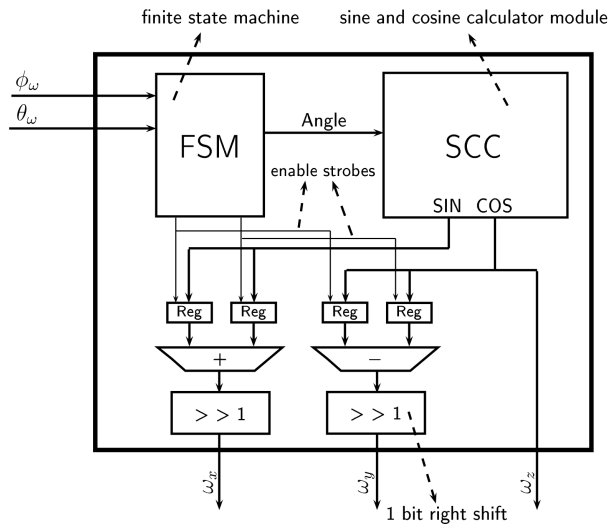 finite state machine
sine and cosine calculator module
ϕω
θω
FSM
Angle
SCC
enable strobes
SIN COS
Reg Reg Reg Reg
+ −
> > 1 > > 1
ωx ωy ωz
1 bit right shift